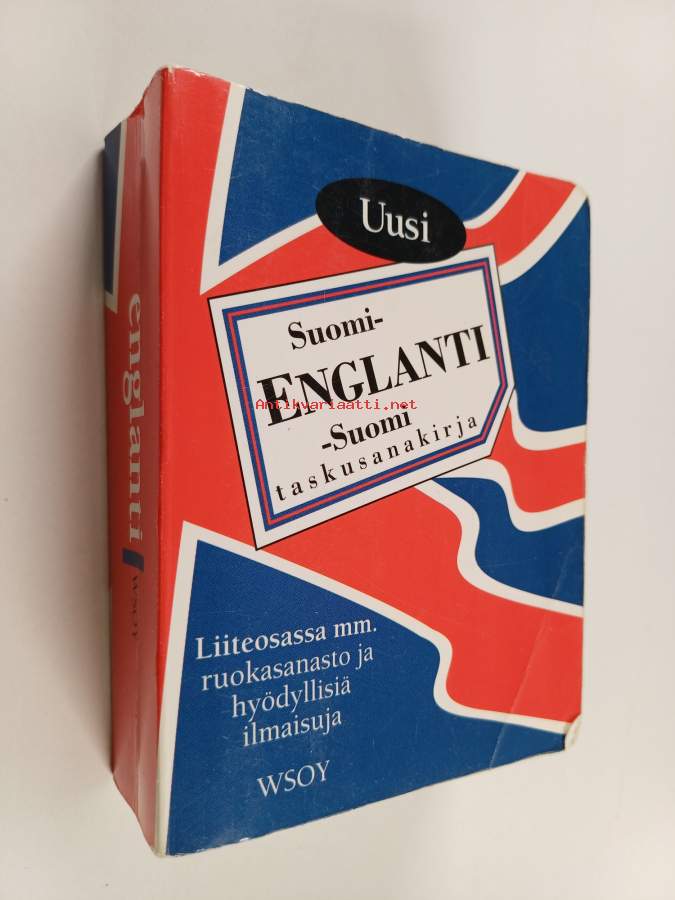 Uusi
Suomi-
ENGLANTI
Antikvariaatti.net
-Suomi
taskusanakirja
Liiteosassa mm.
ruokasanasto ja
hyödyllisiä
ilmaisuja
WSOY
englanti
WSOY